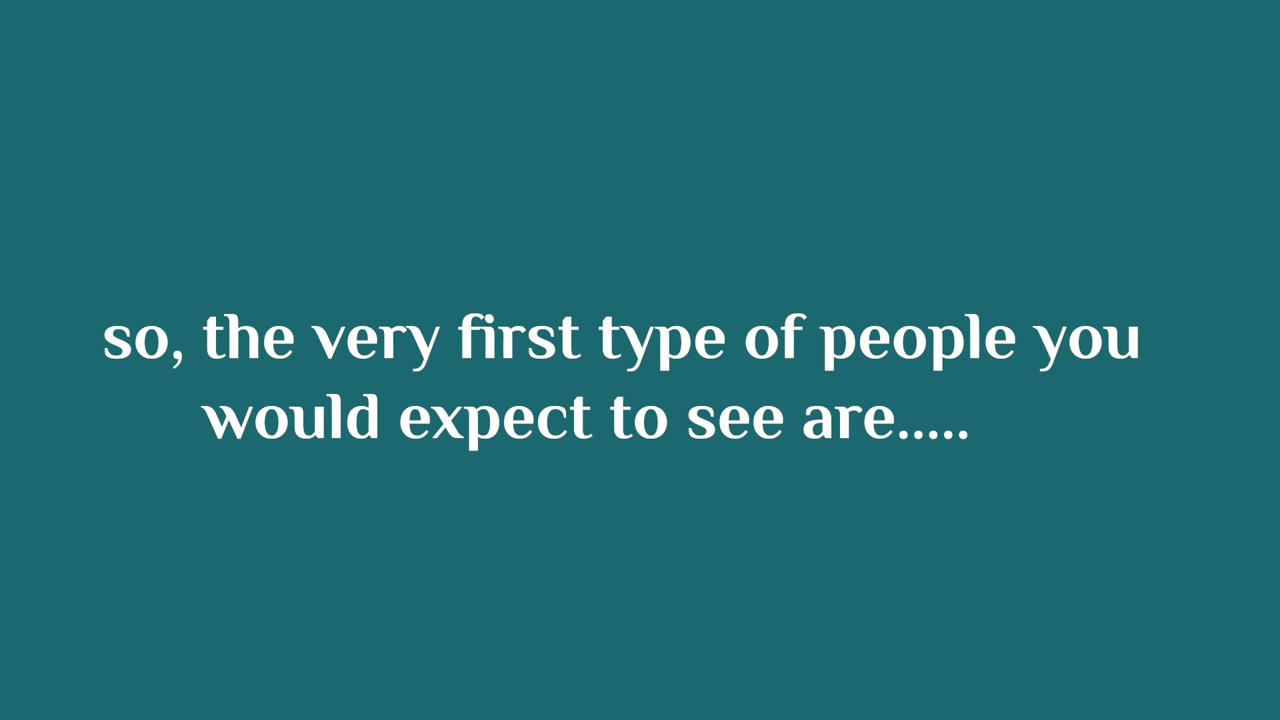 so, the very first type of people you
would expect to see are.....